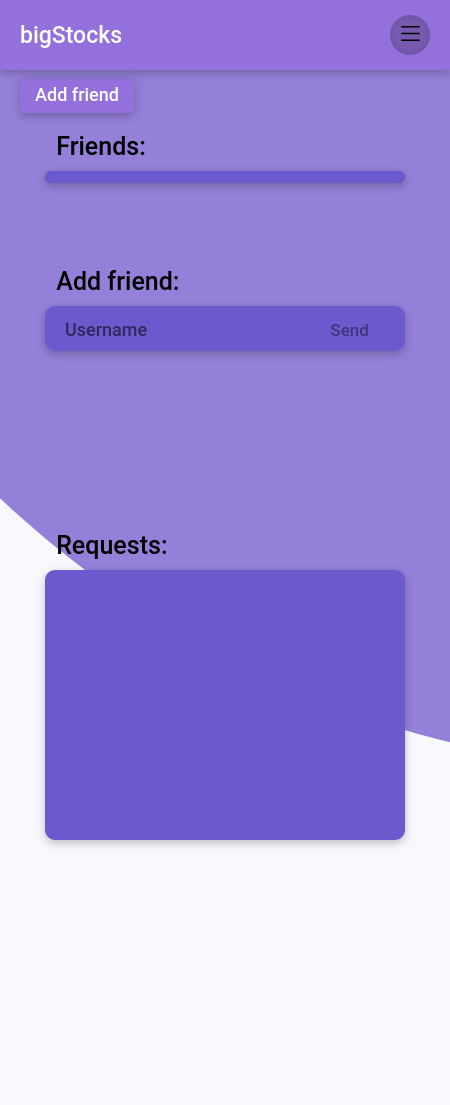 bigStocks
Add friend
Friends:
Add friend:
Username Send
Requests: